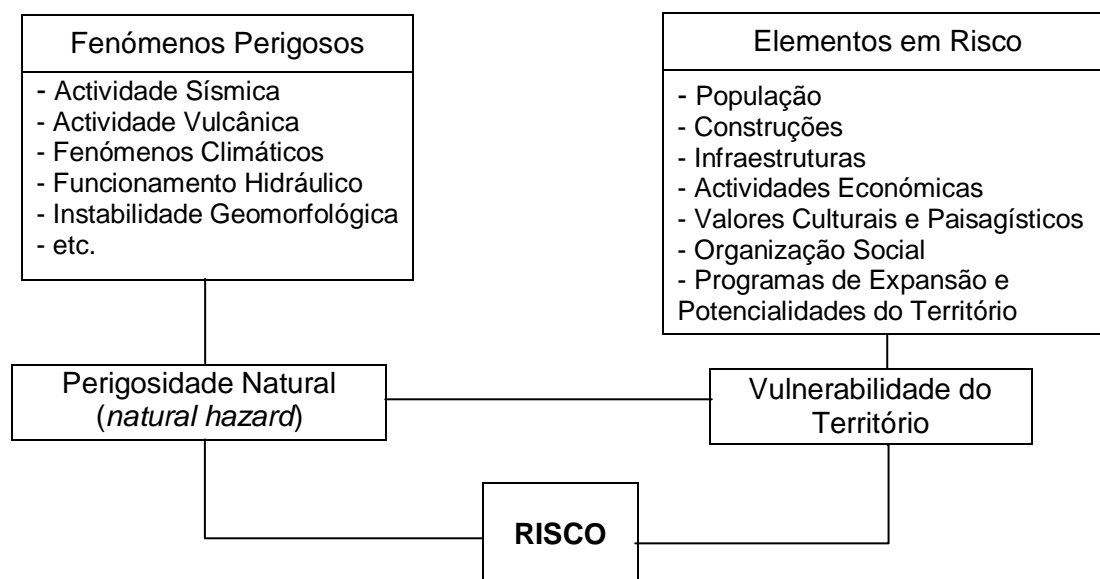 Fenómenos Perigosos
- Actividade Sísmica
- Actividade Vulcânica
- Fenómenos Climáticos
- Funcionamento Hidráulico
- Instabilidade Geomorfológica
- etc.
Elementos em Risco
- População
- Construções
- Infraestruturas
- Actividades Económicas
- Valores Culturais e Paisagísticos
- Organização Social
- Programas de Expansão e
Potencialidades do Território
Perigosidade Natural
(natural hazard)
Vulnerabilidade do
Território
RISCO